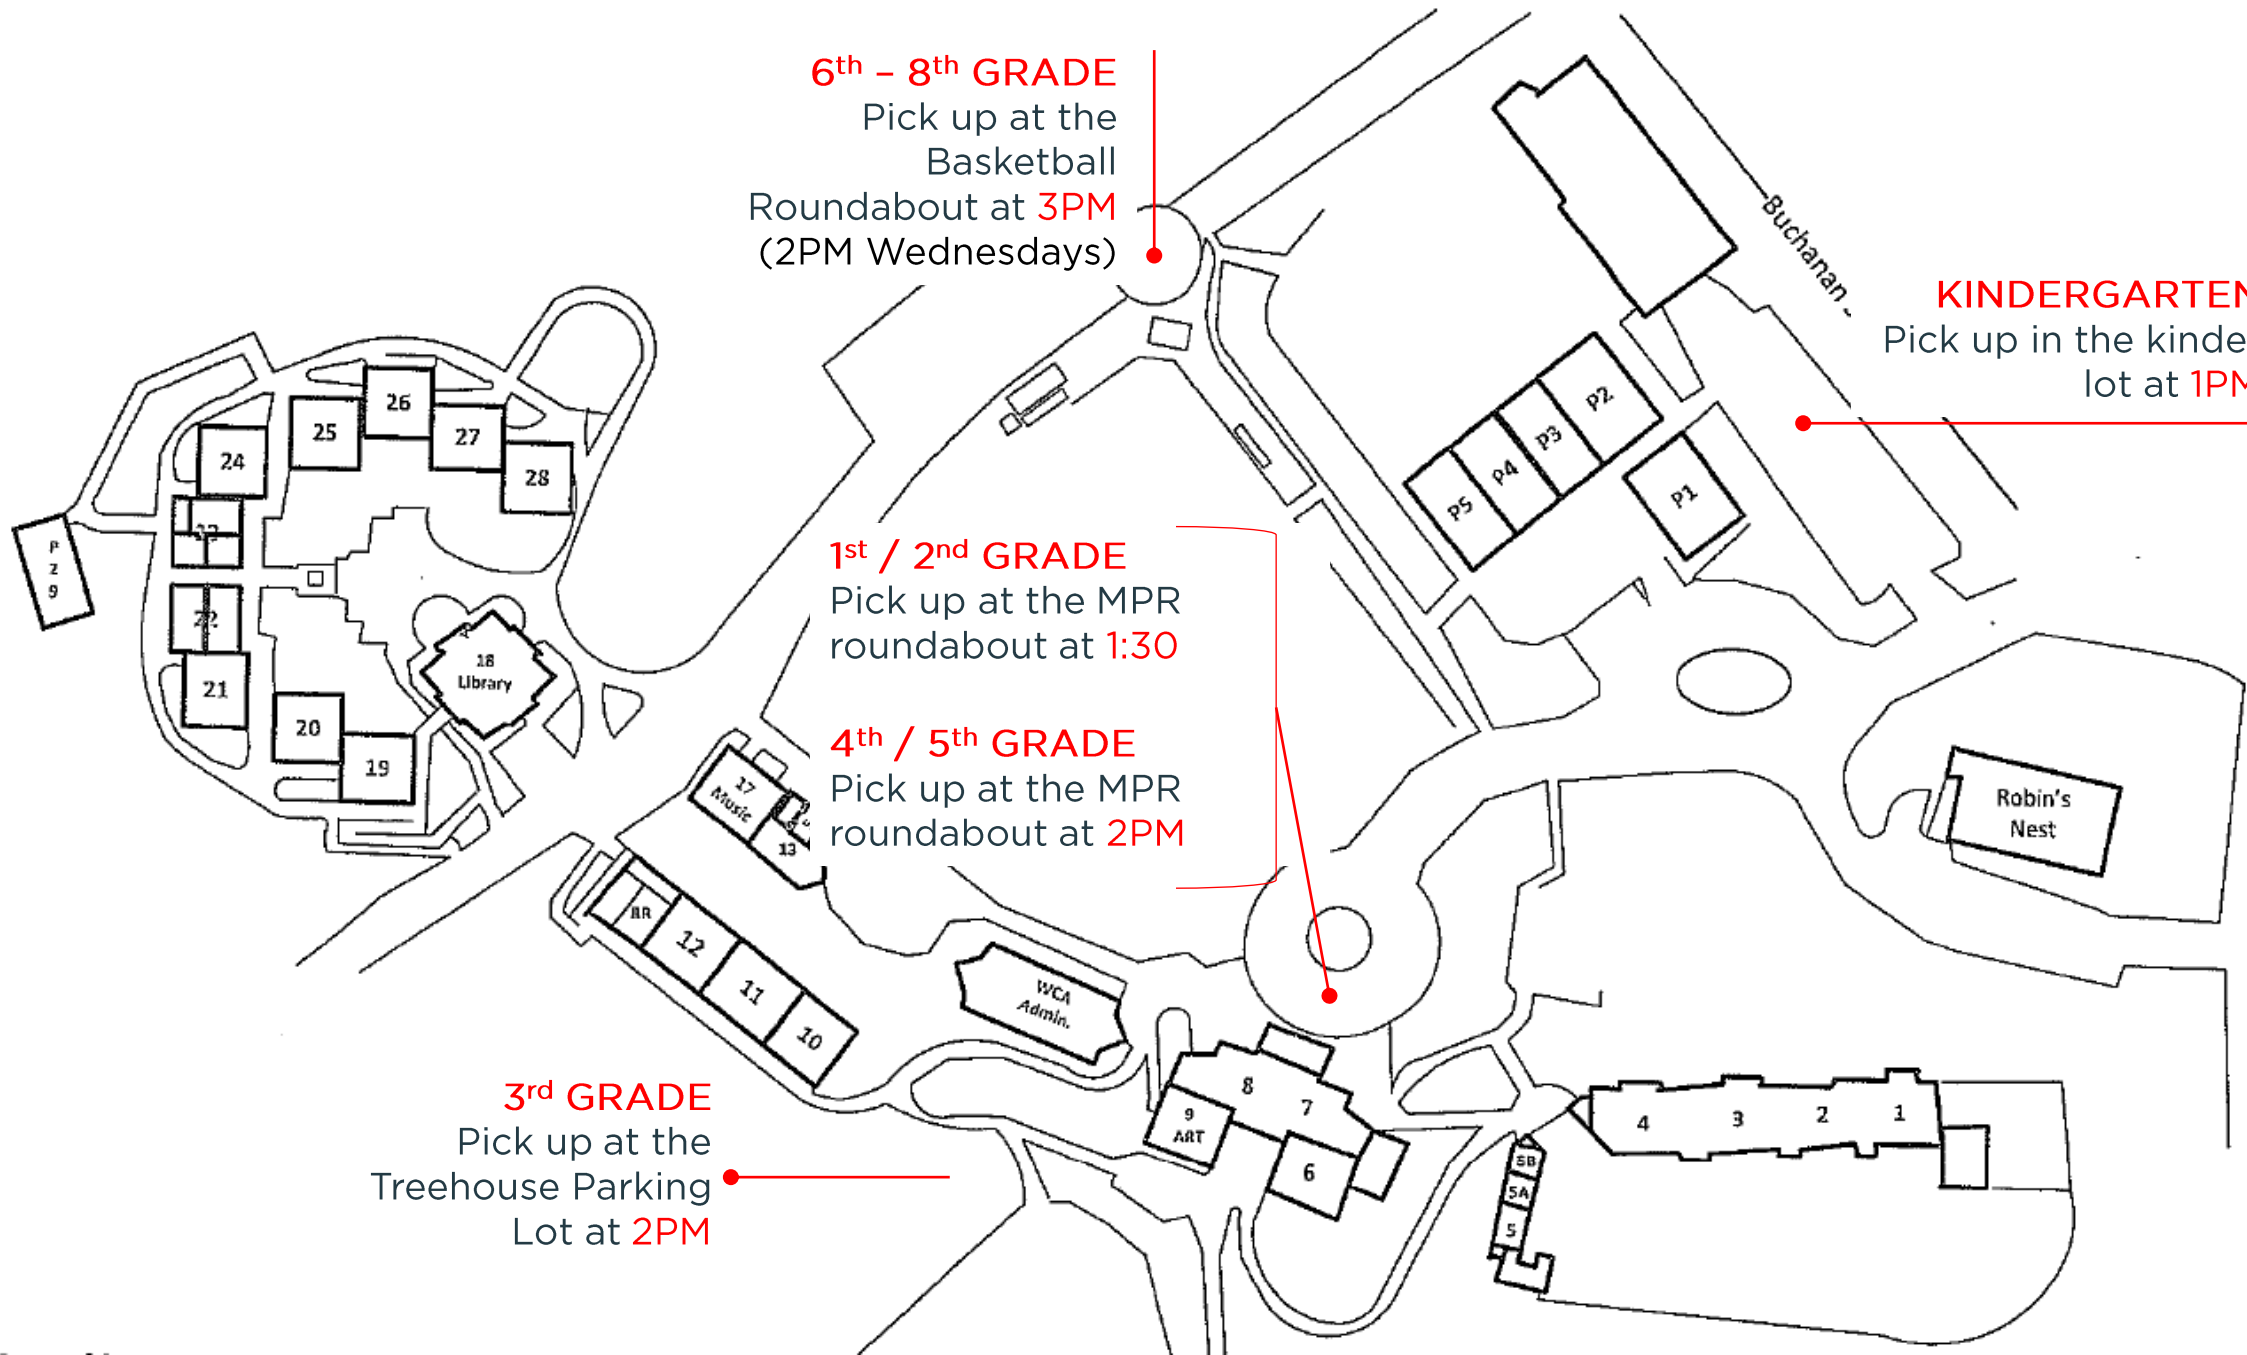 6th – 8th GRADE
Pick up at the
Basketball
Roundabout at 3PM
(2PM Wednesdays)
Buchanan
KINDERGARTEN
Pick up in the kinde
lot at 1PM
26
25
27
24
28
P2
P3
P4
P5
P1
P
2
9
22
21
20
19
18
Library
1st / 2nd GRADE
Pick up at the MPR
roundabout at 1:30
4th / 5th GRADE
Pick up at the MPR
roundabout at 2PM
17
Music
13
BR
12
11
10
WCA
Admin.
Robin's
Nest
8
7
9
ART
6
4
3
2
1
5B
5A
5
3rd GRADE
Pick up at the
Treehouse Parking
Lot at 2PM